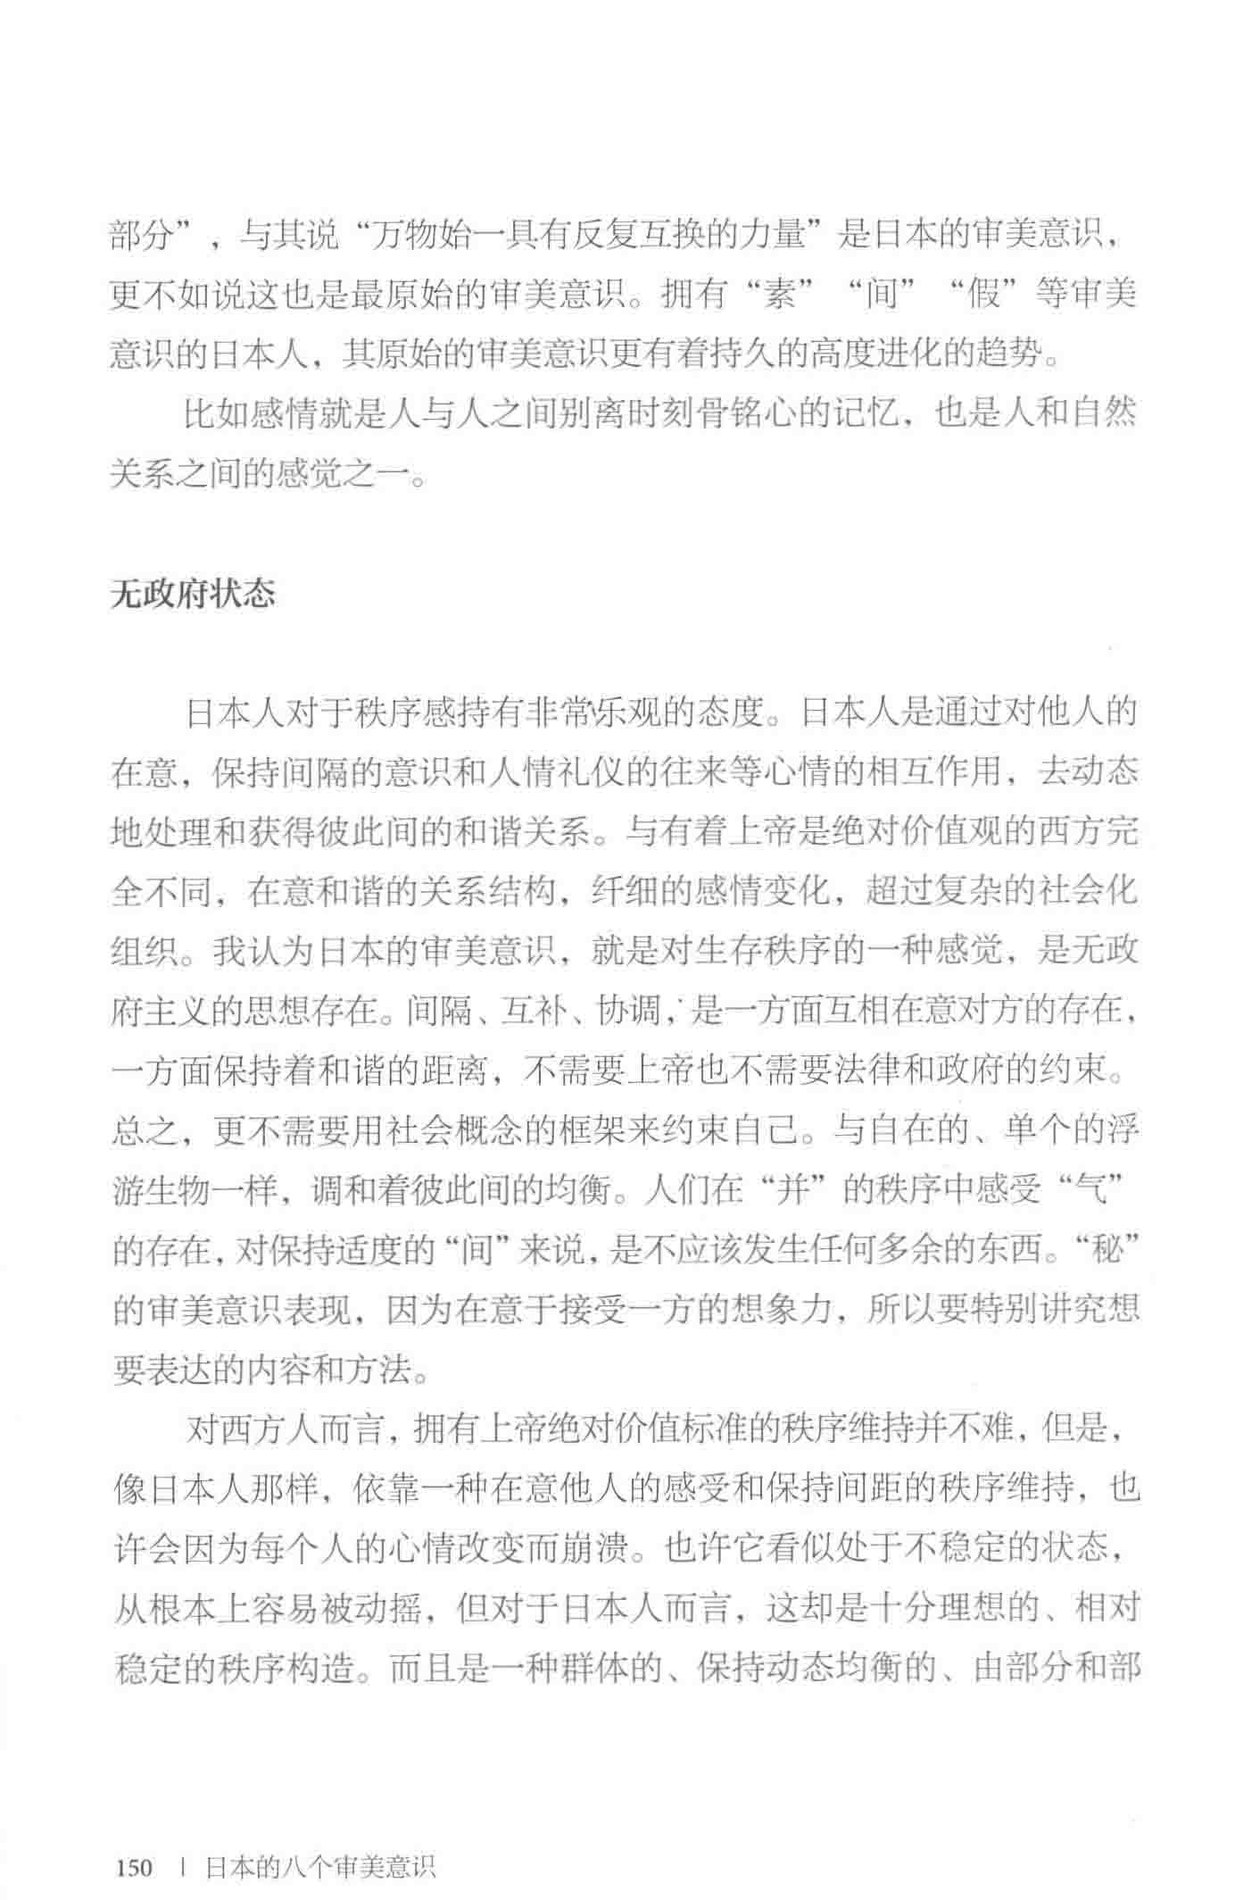 部分”，与其说“万物始一具有反复互换的力量”是日本的审美意识，
更不如说这也是最原始的审美意识。拥有“素”“间”“假”等审美
意识的日本人，其原始的审美意识更有着持久的高度进化的趋势。
比如感情就是人与人之间别离时刻骨铭心的记忆，也是人和自然
关系之间的感觉之一。
无政府状态
日本人对于秩序感持有非常乐观的态度。日本人是通过对他人的
在意，保持间隔的意识和人情礼仪的往来等心情的相互作用，去动态
地处理和获得彼此间的和谐关系。与有着上帝是绝对价值观的西方完
全不同，在意和谐的关系结构，纤细的感情变化，超过复杂的社会化
组织。我认为日本的审美意识，就是对生存秩序的一种感觉，是无政
府主义的思想存在。间隔、互补、协调，是一方面互相在意对方的存在，
一方面保持着和谐的距离，不需要上帝也不需要法律和政府的约束。
总之，更不需要用社会概念的框架来约束自己。与自在的、单个的浮
游生物一样，调和着彼此间的均衡。人们在“并”的秩序中感受“气”
的存在，对保持适度的“间”来说，是不应该发生任何多余的东西。“秘”
的审美意识表现，因为在意于接受一方的想象力，所以要特别讲究想
要表达的内容和方法。
对西方人而言，拥有上帝绝对价值标准的秩序维持并不难，但是，
像日本人那样，依靠一种在意他人的感受和保持间距的秩序维持，也
许会因为每个人的心情改变而崩溃。也许它看似处于不稳定的状态，
从根本上容易被动摇，但对于日本人而言，这却是十分理想的、相对
稳定的秩序构造。而且是一种群体的、保持动态均衡的、由部分和部
150 | 日本的八个审美意识